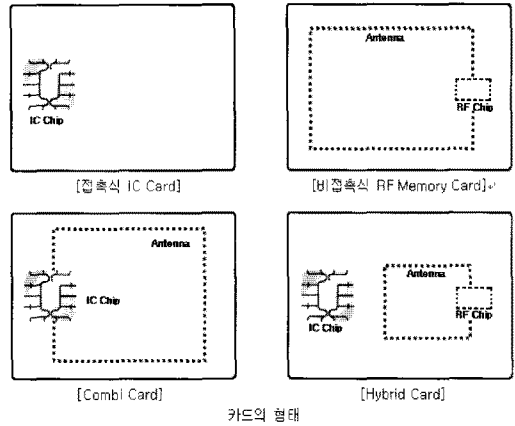 IC Chip
Antenna
RF Chip
[접촉식 IC Card]
[비접촉식 RF Memory Card]↵
Antenna
IC Chip
Antenna
IC Chip
RF Chip
[Combi Card]
[Hybrid Card]
카드의 형태